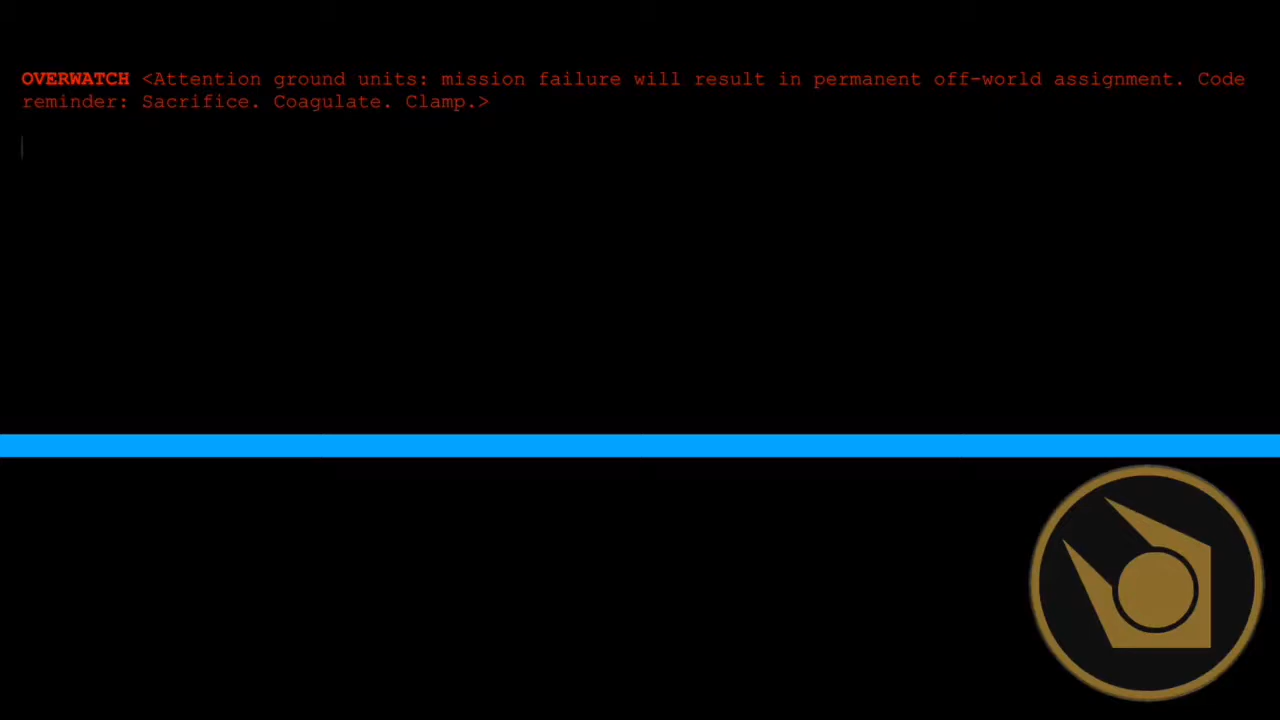 OVERWATCH <Attention ground units: mission failure will result in permanent off-world assignment. Code
reminder: Sacrifice. Coagulate. Clamp.>